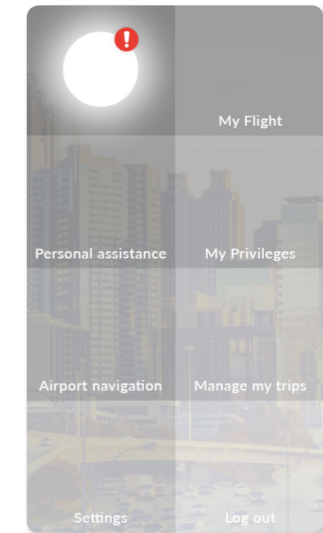 !
My Flight
Personal assistance
My Privileges
Airport navigation
Manage my trips
Settings
Log out